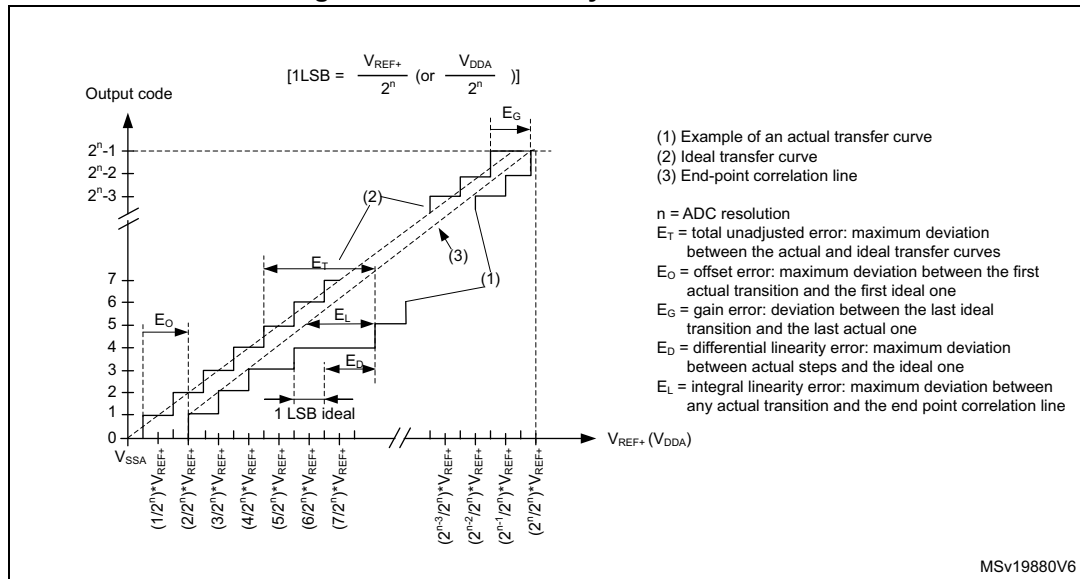 [1LSB = V_REF+ / 2^n (or V_DDA / 2^n )]
Output code
2^n-1
2^n-2
2^n-3
7
6
5
4
3
2
1
0
E_G
(2)
(3)
(1)
E_T
E_O
E_L
E_D
1 LSB ideal
V_SSA
(1/2^n)*V_REF+
(2/2^n)*V_REF+
(3/2^n)*V_REF+
(4/2^n)*V_REF+
(5/2^n)*V_REF+
(6/2^n)*V_REF+
(7/2^n)*V_REF+
(2^n-3/2^n)*V_REF+
(2^n-2/2^n)*V_REF+
(2^n-1/2^n)*V_REF+
(2^n/2^n)*V_REF+
V_REF+ (V_DDA)
(1) Example of an actual transfer curve
(2) Ideal transfer curve
(3) End-point correlation line
n = ADC resolution
E_T = total unadjusted error: maximum deviation
between the actual and ideal transfer curves
E_O = offset error: maximum deviation between the first
actual transition and the first ideal one
E_G = gain error: deviation between the last ideal
transition and the last actual one
E_D = differential linearity error: maximum deviation
between actual steps and the ideal one
E_L = integral linearity error: maximum deviation between
any actual transition and the end point correlation line
MSv19880V6